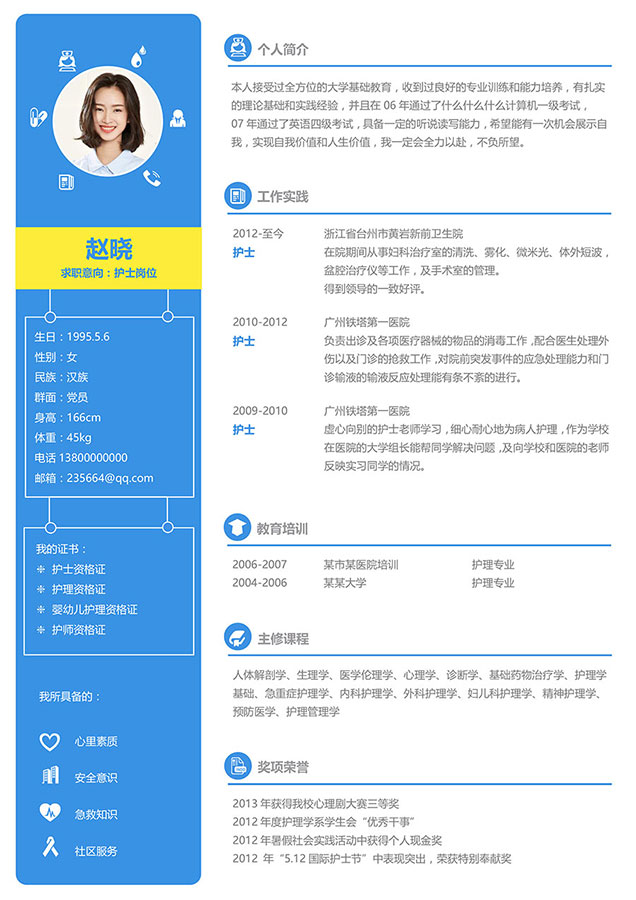 赵晓
求职意向：护士岗位
生日：1995.5.6
性别：女
民族：汉族
群面：党员
身高：166cm
体重：45kg
电话 13800000000
邮箱：235664@qq.com
我的证书：
护士资格证
护理资格证
婴幼儿护理资格证
护师资格证
我所具备的：
心里素质
安全意识
急救知识
社区服务
个人简介
本人接受过全方位的大学基础教育，收到过良好的专业训练和能力培养，有扎实
的理论基础和实践经验，并且在 06 年通过了什么什么什么计算机一级考试，
07 年通过了英语四级考试，具备一定的听说读写能力，希望能有一次机会展示自
我，实现自我价值和人生价值，我一定会全力以赴，不负所望。
工作实践
2012-至今 浙江省台州市黄岩新前卫生院
护士 在院期间从事妇科治疗室的清洗、雾化、微米光、体外短波，
盆腔治疗仪等工作，及手术室的管理。
得到领导的一致好评。
2010-2012 广州铁塔第一医院
护士 负责出诊及各项医疗器械的物品的消毒工作，配合医生处理外
伤以及门诊的抢救工作，对院前突发事件的应急处理能力和门
诊输液的输液反应处理能有条不紊的进行。
2009-2010 广州铁塔第一医院
护士 虚心向别的护士老师学习，细心耐心地为病人护理，作为学校
在医院的大学组长能帮同学解决问题，及向学校和医院的老师
反映实习同学的情况。
教育培训
2006-2007 某市某医院培训 护理专业
2004-2006 某某大学 护理专业
主修课程
人体解剖学、生理学、医学伦理学、心理学、诊断学、基础药物治疗学、护理学
基础、急重症护理学、内科护理学、外科护理学、妇儿科护理学、精神护理学、
预防医学、护理管理学
奖项荣誉
2013 年获得我校心理剧大赛三等奖
2012 年度护理学系学生会“优秀干事”
2012 年暑假社会实践活动中获得个人现金奖
2012 年“5.12 国际护士节”中表现突出，荣获特别奉献奖